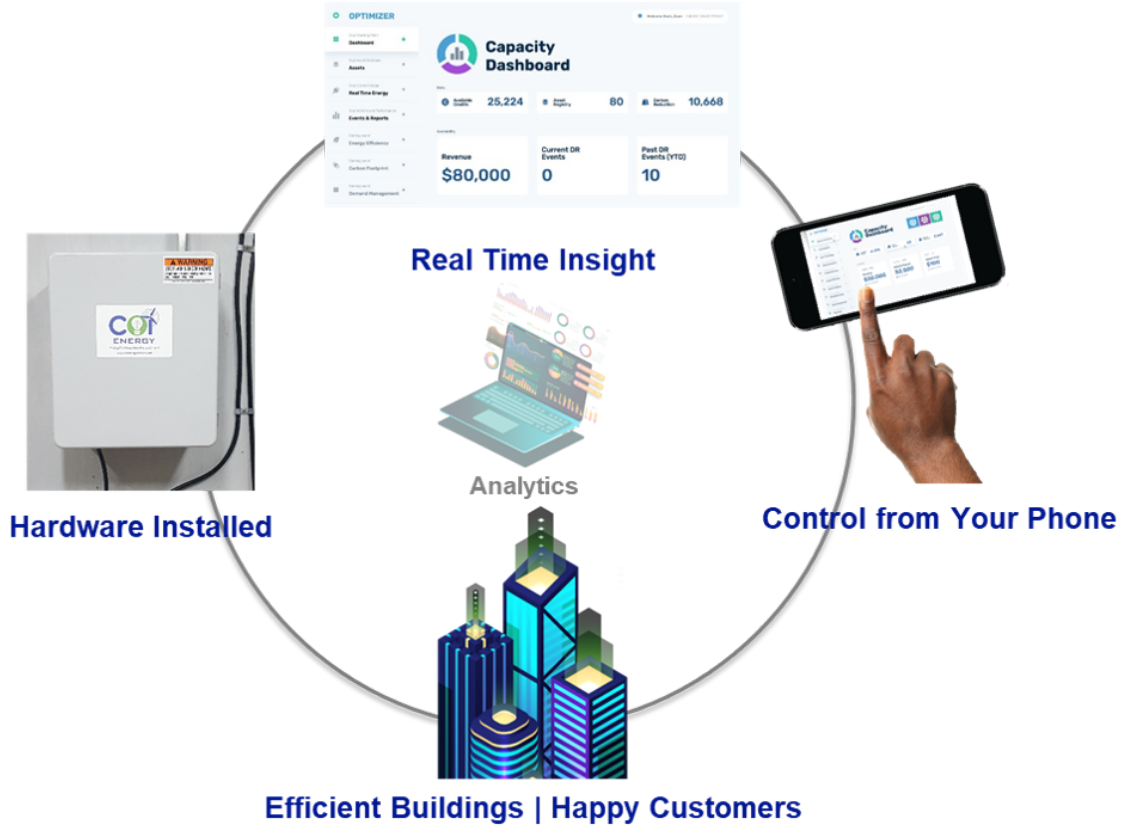 OPTIMIZER
Dashboard
Assets
Real Time Energy
Events & Reports
Energy Efficiency
Carbon Footprint
Demand Management
Capacity
Dashboard
Available
Credits
25,224
Asset
Registry
80
Carbon
Reduction
10,668
Availability
Revenue
$80,000
Current DR
Events
0
Past DR
Events (YTD)
10
Real Time Insight
Capacity
Dashboard
WARNING
COI
ENERGY
Analytics
Hardware Installed
Control from Your Phone
Efficient Buildings | Happy Customers